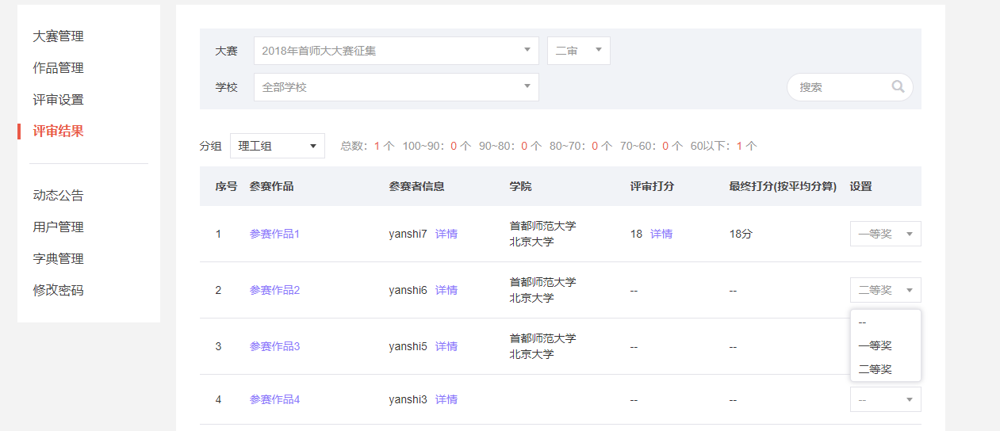 大赛管理
作品管理
评审设置
评审结果
动态公告
用户管理
字典管理
修改密码
大赛 2018年首师大大赛征集 二审
学校 全部学校 搜索
分组 理工组 总数：1 个 100~90：0 个 90~80：0 个 80~70：0 个 70~60：0 个 60以下：1 个
序号 参赛作品 参赛者信息 学院 评审打分 最终打分(按平均分算) 设置
1 参赛作品1 yanshi7 详情 首都师范大学 18 详情 18分 一等奖
北京大学
2 参赛作品2 yanshi6 详情 首都师范大学 -- -- 二等奖
北京大学
--
一等奖
二等奖
3 参赛作品3 yanshi5 详情 首都师范大学 -- --
北京大学
4 参赛作品4 yanshi3 详情 -- -- --